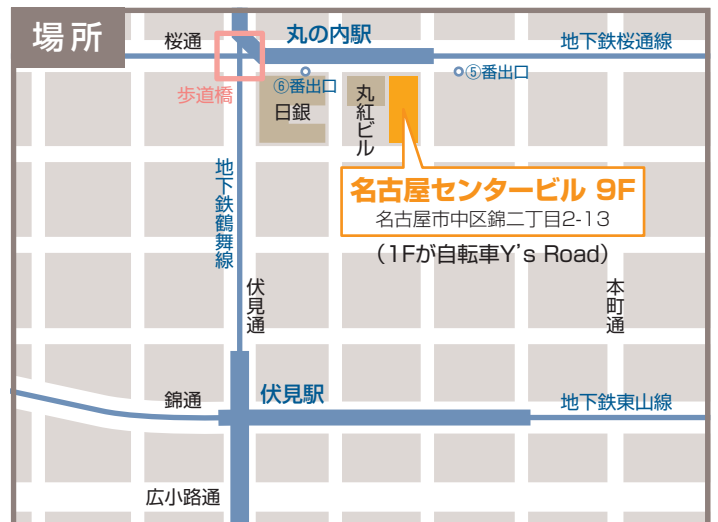 場所
桜通
丸の内駅
地下鉄桜通線
⑥番出口
⑤番出口
歩道橋
日銀
丸紅ビル
名古屋センタービル 9F
名古屋市中区錦二丁目2-13
（1Fが自転車Y's Road）
地下鉄鶴舞線
伏見通
本町通
錦通
伏見駅
地下鉄東山線
広小路通